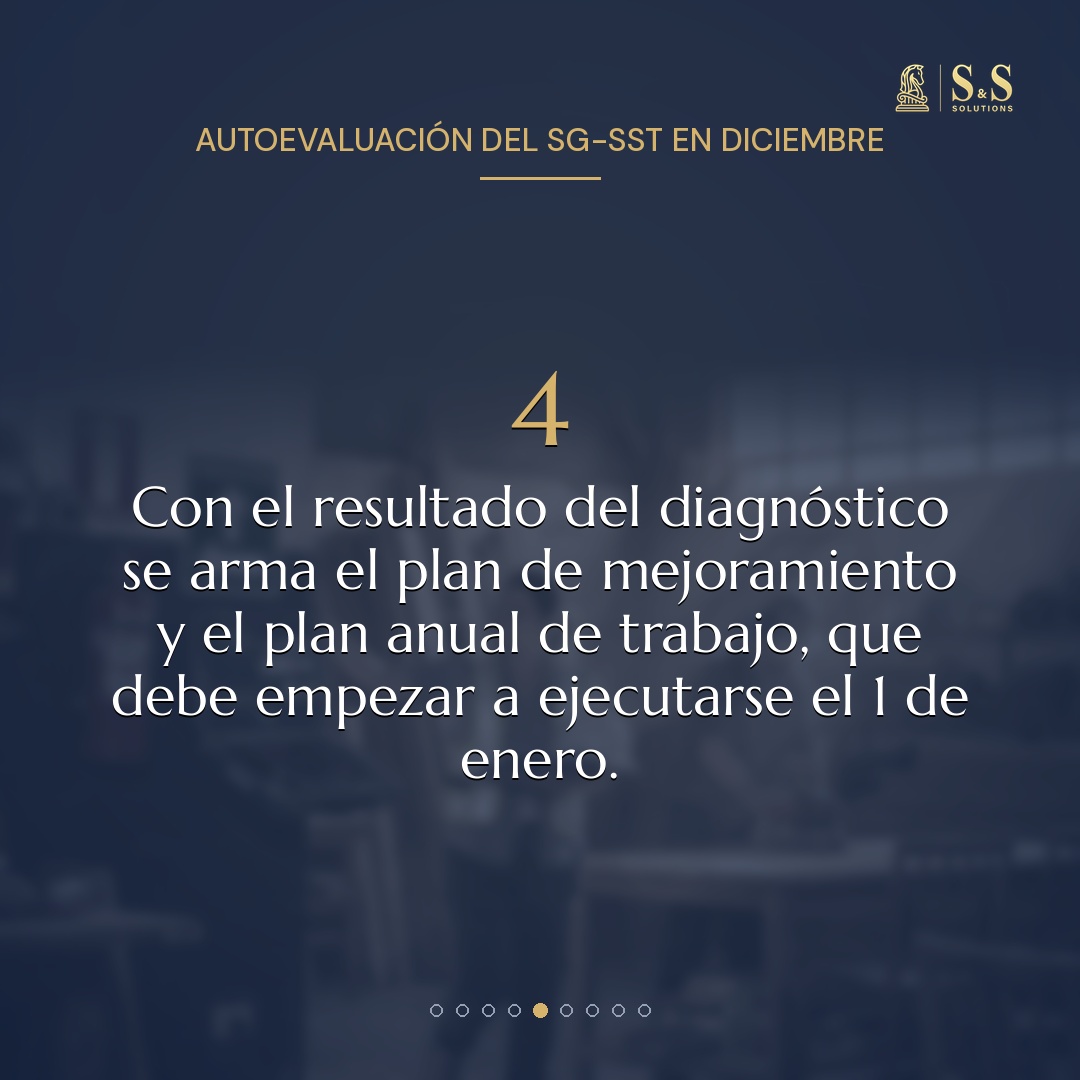 S&S
SOLUTIONS
AUTOEVALUACIÓN DEL SG-SST EN DICIEMBRE
4
Con el resultado del diagnóstico
se arma el plan de mejoramiento
y el plan anual de trabajo, que
debe empezar a ejecutarse el 1 de
enero.